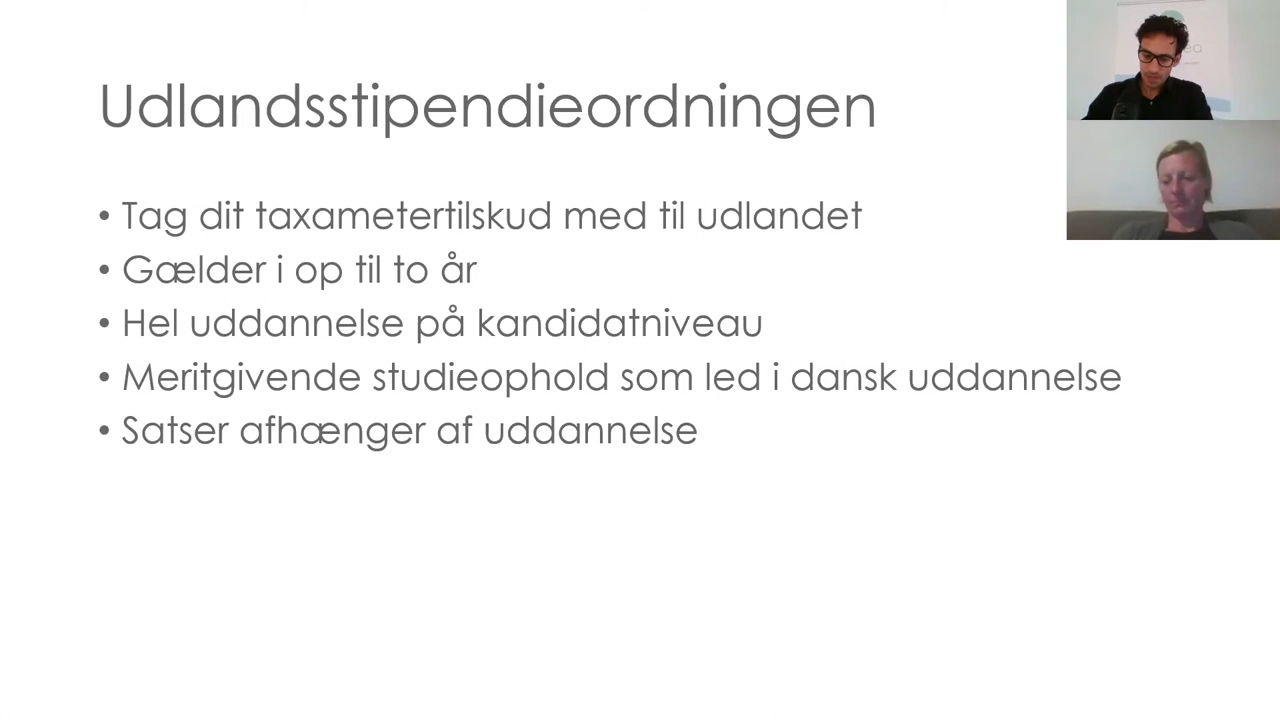 Udlandsstipendieordningen
• Tag dit taxametertilskud med til udlandet
• Gælder i op til to år
• Hel uddannelse på kandidatniveau
• Meritgivende studieophold som led i dansk uddannelse
• Satser afhænger af uddannelse